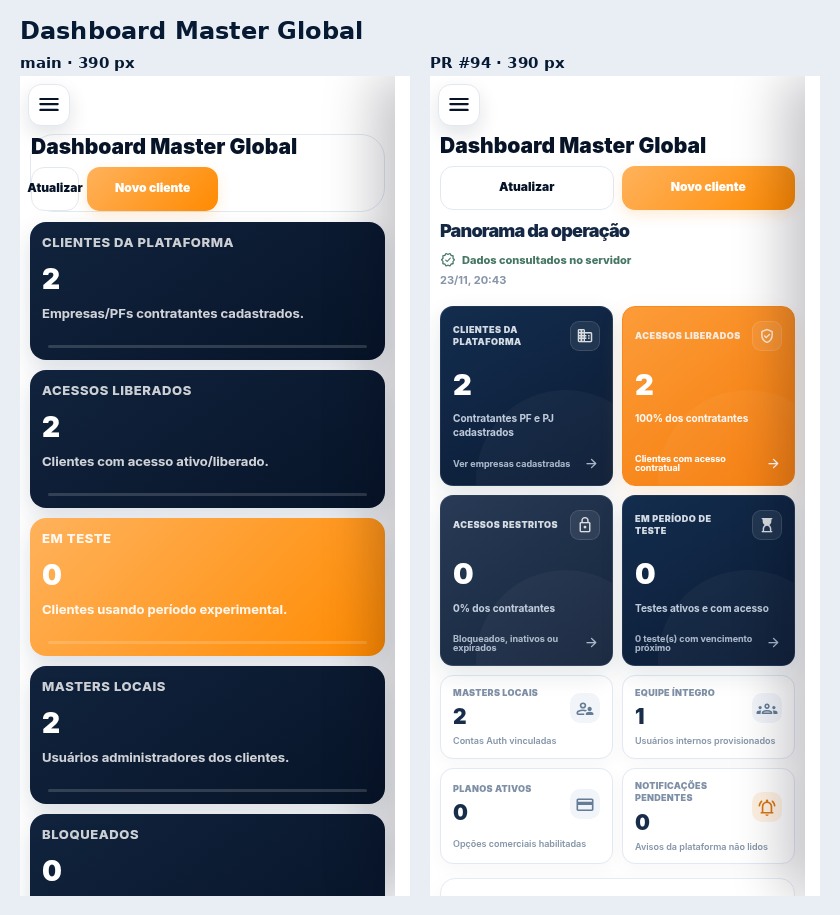 Dashboard Master Global
main · 390 px
Dashboard Master Global
Atualizar
Novo cliente
CLIENTES DA PLATAFORMA
2
Empresas/PFs contratantes cadastrados.
ACESSOS LIBERADOS
2
Clientes com acesso ativo/liberado.
EM TESTE
0
Clientes usando período experimental.
MASTERS LOCAIS
2
Usuários administradores dos clientes.
BLOQUEADOS
0
PR #94 · 390 px
Dashboard Master Global
Atualizar
Novo cliente
Panorama da operação
Dados consultados no servidor
23/11, 20:43
CLIENTES DA
PLATAFORMA
2
Contratantes PF e PJ
cadastrados
Ver empresas cadastradas
ACESSOS LIBERADOS
2
100% dos contratantes
Clientes com acesso
contratual
ACESSOS RESTRITOS
0
0% dos contratantes
Bloqueados, inativos ou
expirados
EM PERÍODO DE
TESTE
0
Testes ativos e com acesso
0 teste(s) com vencimento
próximo
MASTERS LOCAIS
2
Contas Auth vinculadas
EQUIPE ÍNTEGRO
1
Usuários internos provisionados
PLANOS ATIVOS
0
Opções comerciais habilitadas
NOTIFICAÇÕES
PENDENTES
0
Avisos da plataforma não lidos